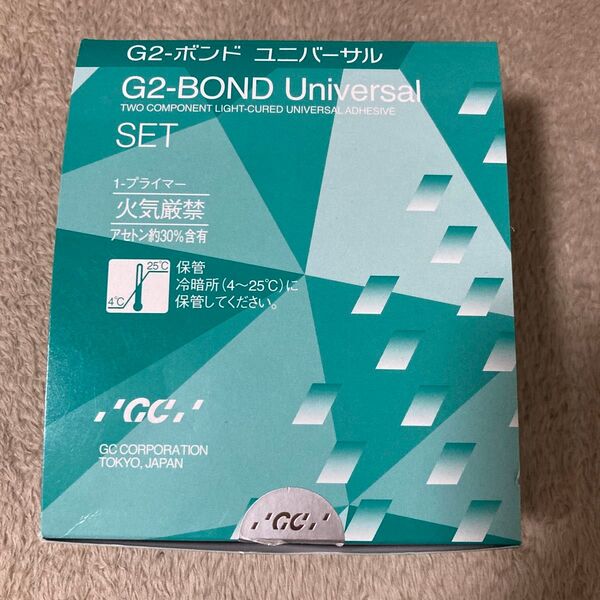 G2-ボンド ユニバーサル
G2-BOND Universal
TWO COMPONENT LIGHT-CURED UNIVERSAL ADHESIVE
SET
1-プライマー
火気厳禁
アセトン約30%含有
25℃
4℃
保管
冷暗所(4〜25℃)に
保管してください。
GC
GC CORPORATION
TOKYO, JAPAN
GC